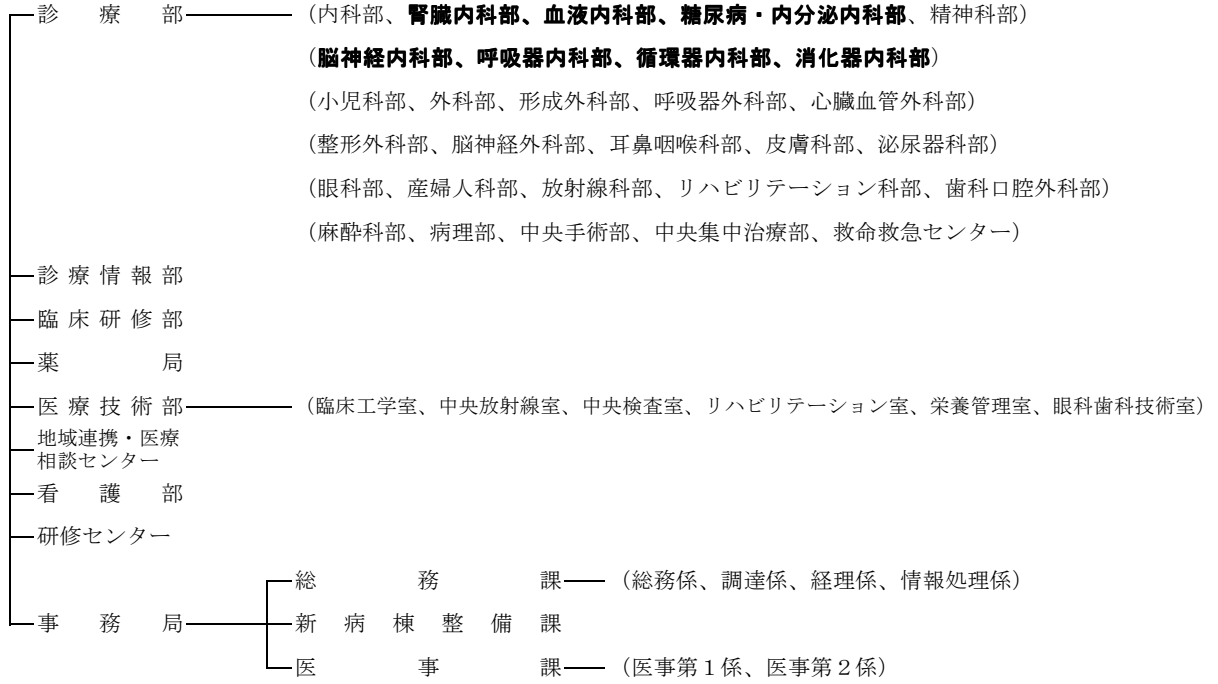 診療部 (内科部、腎臓内科部、血液内科部、糖尿病・内分泌内科部、精神科部)
(脳神経内科部、呼吸器内科部、循環器内科部、消化器内科部)
(小児科部、外科部、形成外科部、呼吸器外科部、心臓血管外科部)
(整形外科部、脳神経外科部、耳鼻咽喉科部、皮膚科部、泌尿器科部)
(眼科部、産婦人科部、放射線科部、リハビリテーション科部、歯科口腔外科部)
(麻酔科部、病理部、中央手術部、中央集中治療部、救命救急センター)
診療情報部
臨床研修部
薬局
医療技術部 (臨床工学室、中央放射線室、中央検査室、リハビリテーション室、栄養管理室、眼科歯科技術室)
地域連携・医療
相談センター
看護部
研修センター
総務課 (総務係、調達係、経理係、情報処理係)
事務局 新病棟整備課
医事課 (医事第1係、医事第2係)